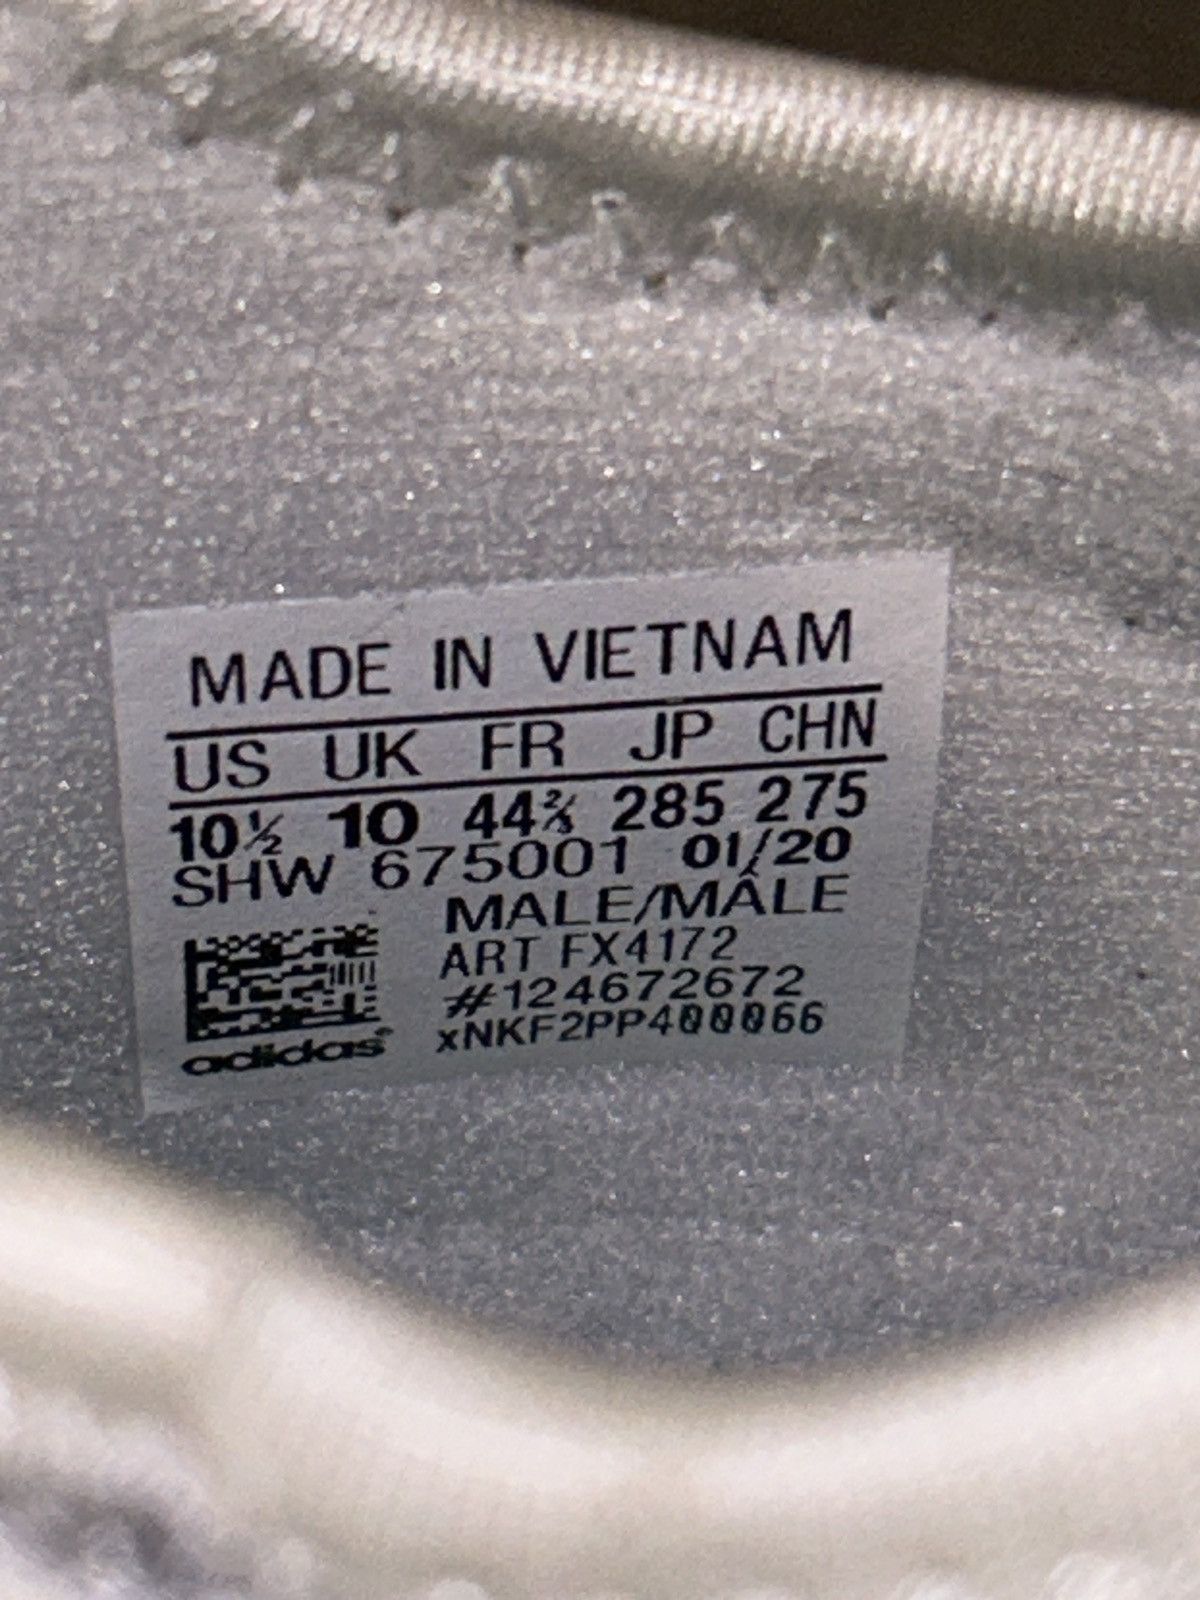 MADE IN VIETNAM
US UK FR JP CHN
10½ 10 44⅔ 285 275
SHW 675001 01/20
MALE/MÂLE
ART FX4172
#124672672
xNKF2PP400066
adidas®